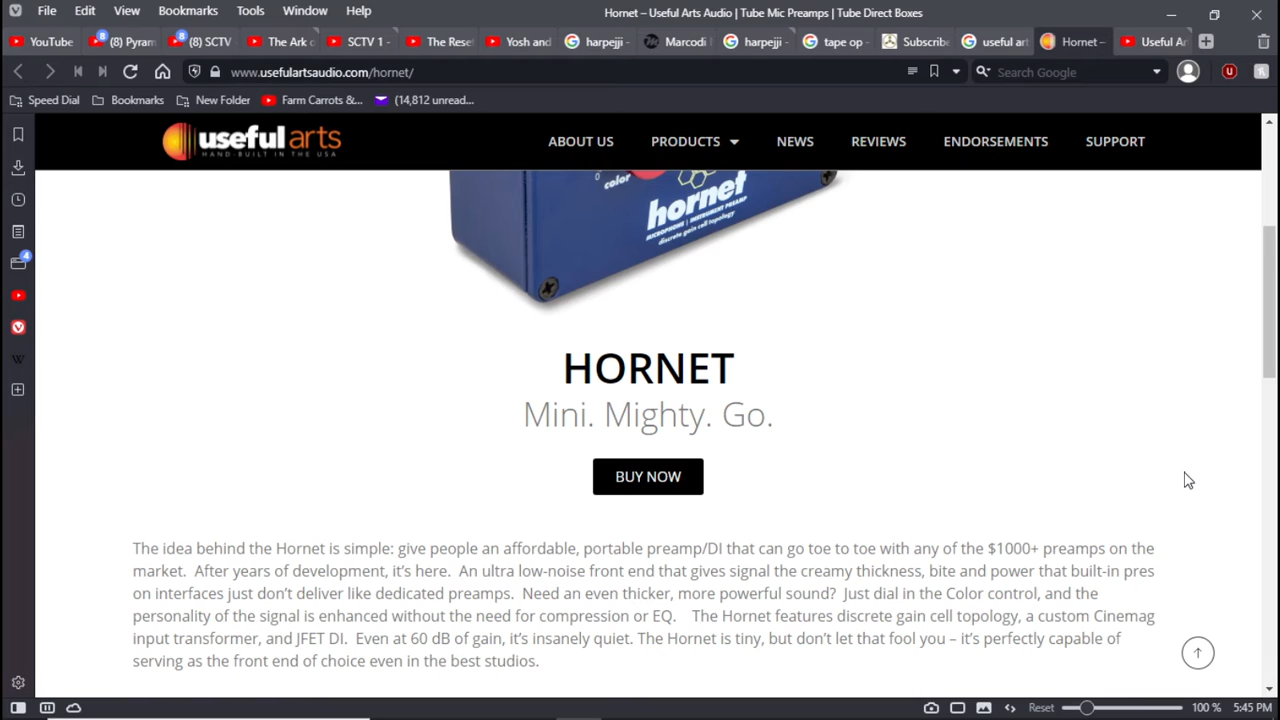 File Edit View Bookmarks Tools Window Help
Hornet – Useful Arts Audio | Tube Mic Preamps | Tube Direct Boxes
YouTube
8 (8) Pyram
8 (8) SCTV
The Ark o
SCTV 1 -
The Rese
Yosh and
harpejji -
Marcodi
harpejji -
tape op -
Subscribe
useful art
Hornet –
Useful Ar
www.usefulartsaudio.com/hornet/
Search Google
Speed Dial Bookmarks New Folder Farm Carrots &... (14,812 unread...
useful arts
HAND-BUILT IN THE USA
ABOUT US PRODUCTS NEWS REVIEWS ENDORSEMENTS SUPPORT
0
color
hornet
MICROPHONE | INSTRUMENT PREAMP
discrete gain cell topology
4
W
HORNET
Mini. Mighty. Go.
BUY NOW
The idea behind the Hornet is simple: give people an affordable, portable preamp/DI that can go toe to toe with any of the $1000+ preamps on the
market. After years of development, it's here. An ultra low-noise front end that gives signal the creamy thickness, bite and power that built-in pres
on interfaces just don't deliver like dedicated preamps. Need an even thicker, more powerful sound? Just dial in the Color control, and the
personality of the signal is enhanced without the need for compression or EQ. The Hornet features discrete gain cell topology, a custom Cinemag
input transformer, and JFET DI. Even at 60 dB of gain, it's insanely quiet. The Hornet is tiny, but don't let that fool you – it's perfectly capable of
serving as the front end of choice even in the best studios.
Reset 100 % 5:45 PM